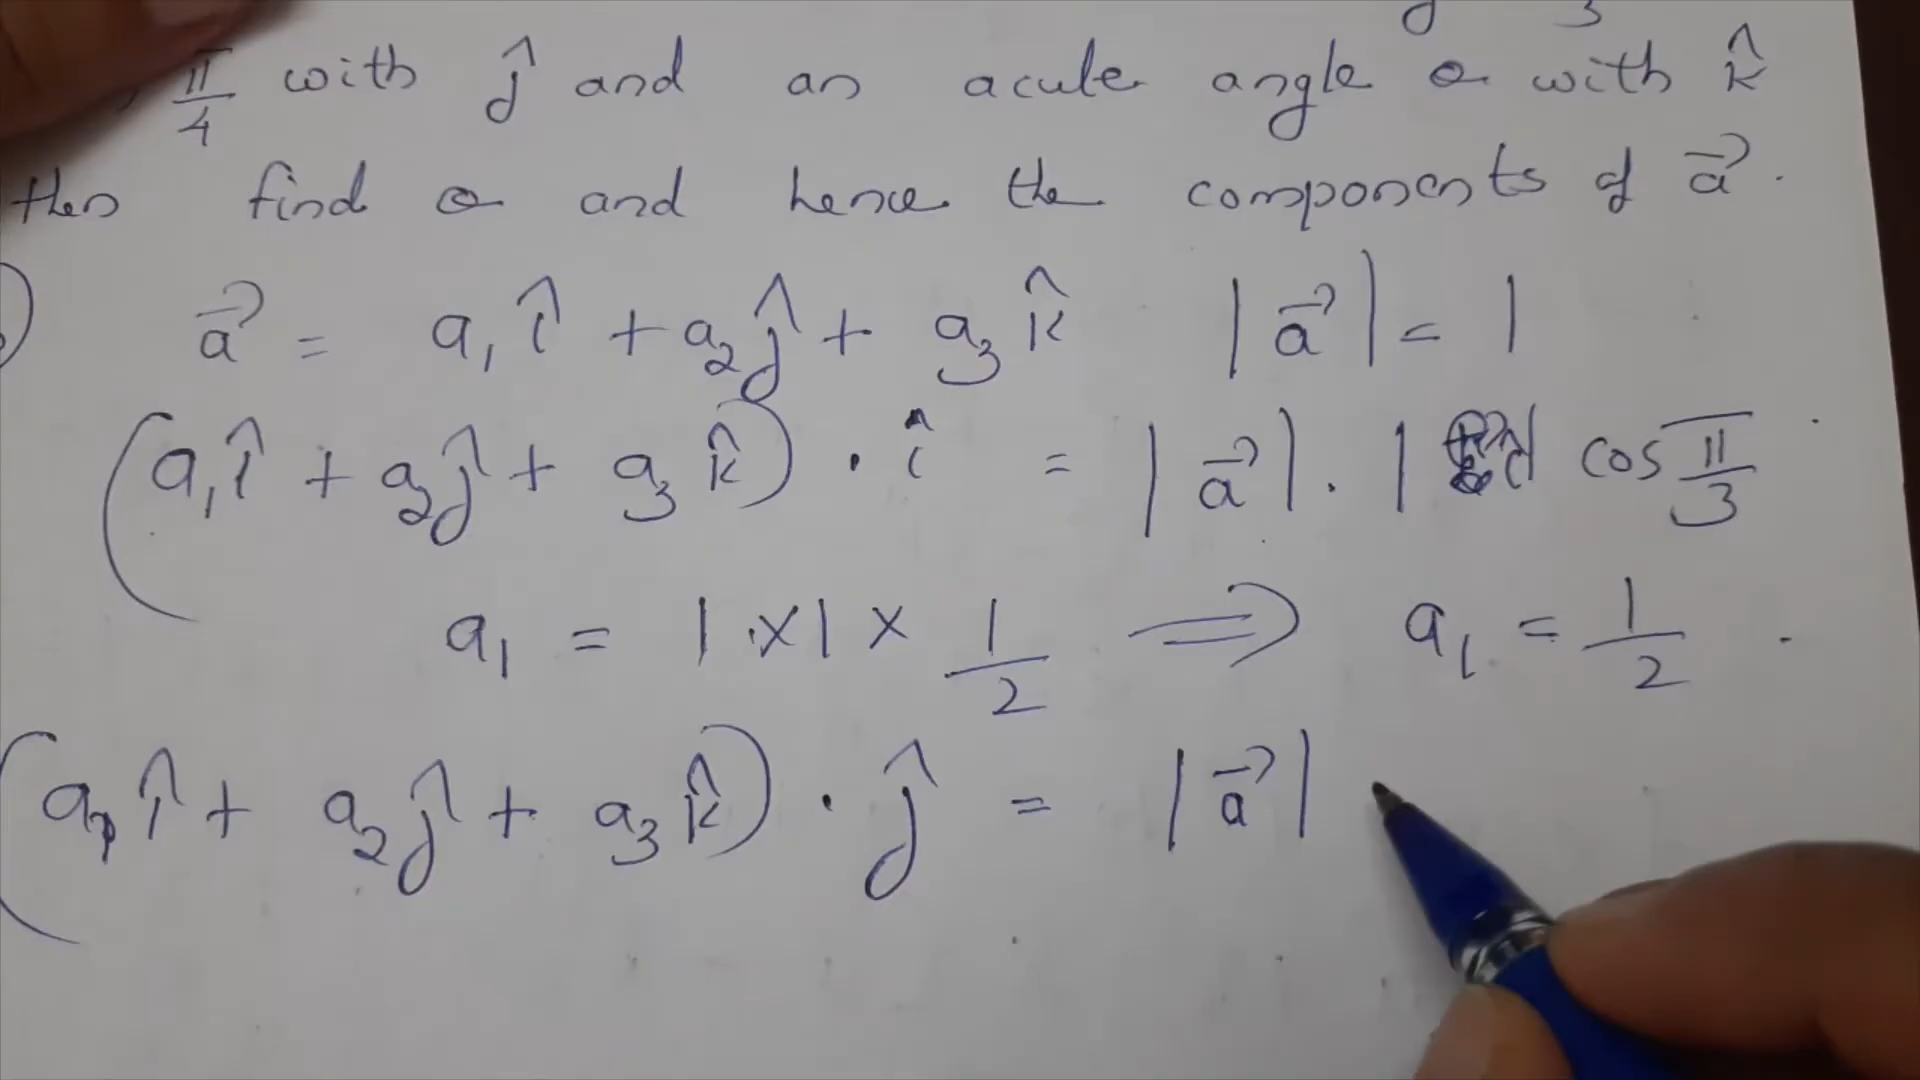 π/4 with ĵ and an acute angle θ with k̂
then find θ and hence the components of a⃗.
a⃗ = a₁î + a₂ĵ + a₃k̂ |a⃗| = 1
(a₁î + a₂ĵ + a₃k̂) · î = |a⃗| · 1 cos π/3
a₁ = 1 × 1 × 1/2 ⟹ a₁ = 1/2 .
(a₁î + a₂ĵ + a₃k̂) · ĵ = |a⃗|